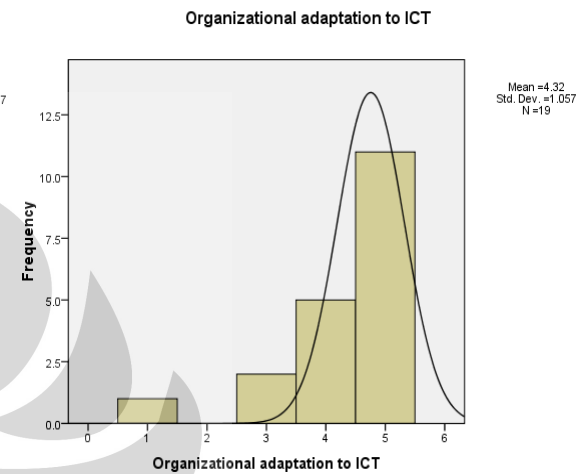 Organizational adaptation to ICT
Mean =4.32
Std. Dev. =1.057
N =19
7
12.5
10.0
7.5
5.0
2.5
0.0
Frequency
0 1 2 3 4 5 6
Organizational adaptation to ICT